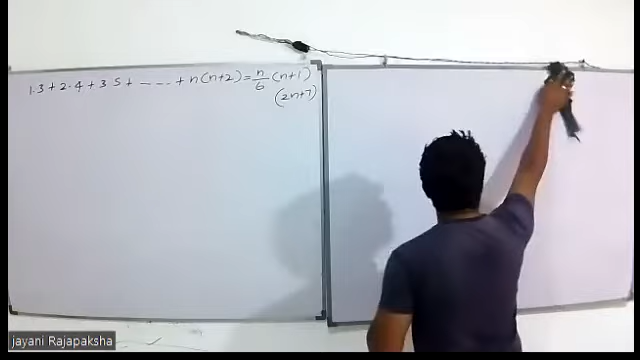 1.3 + 2.4 + 3 5 + ----- + n(n+2) = n/6 (n+1)
(2n+7)
jayani Rajapaksha